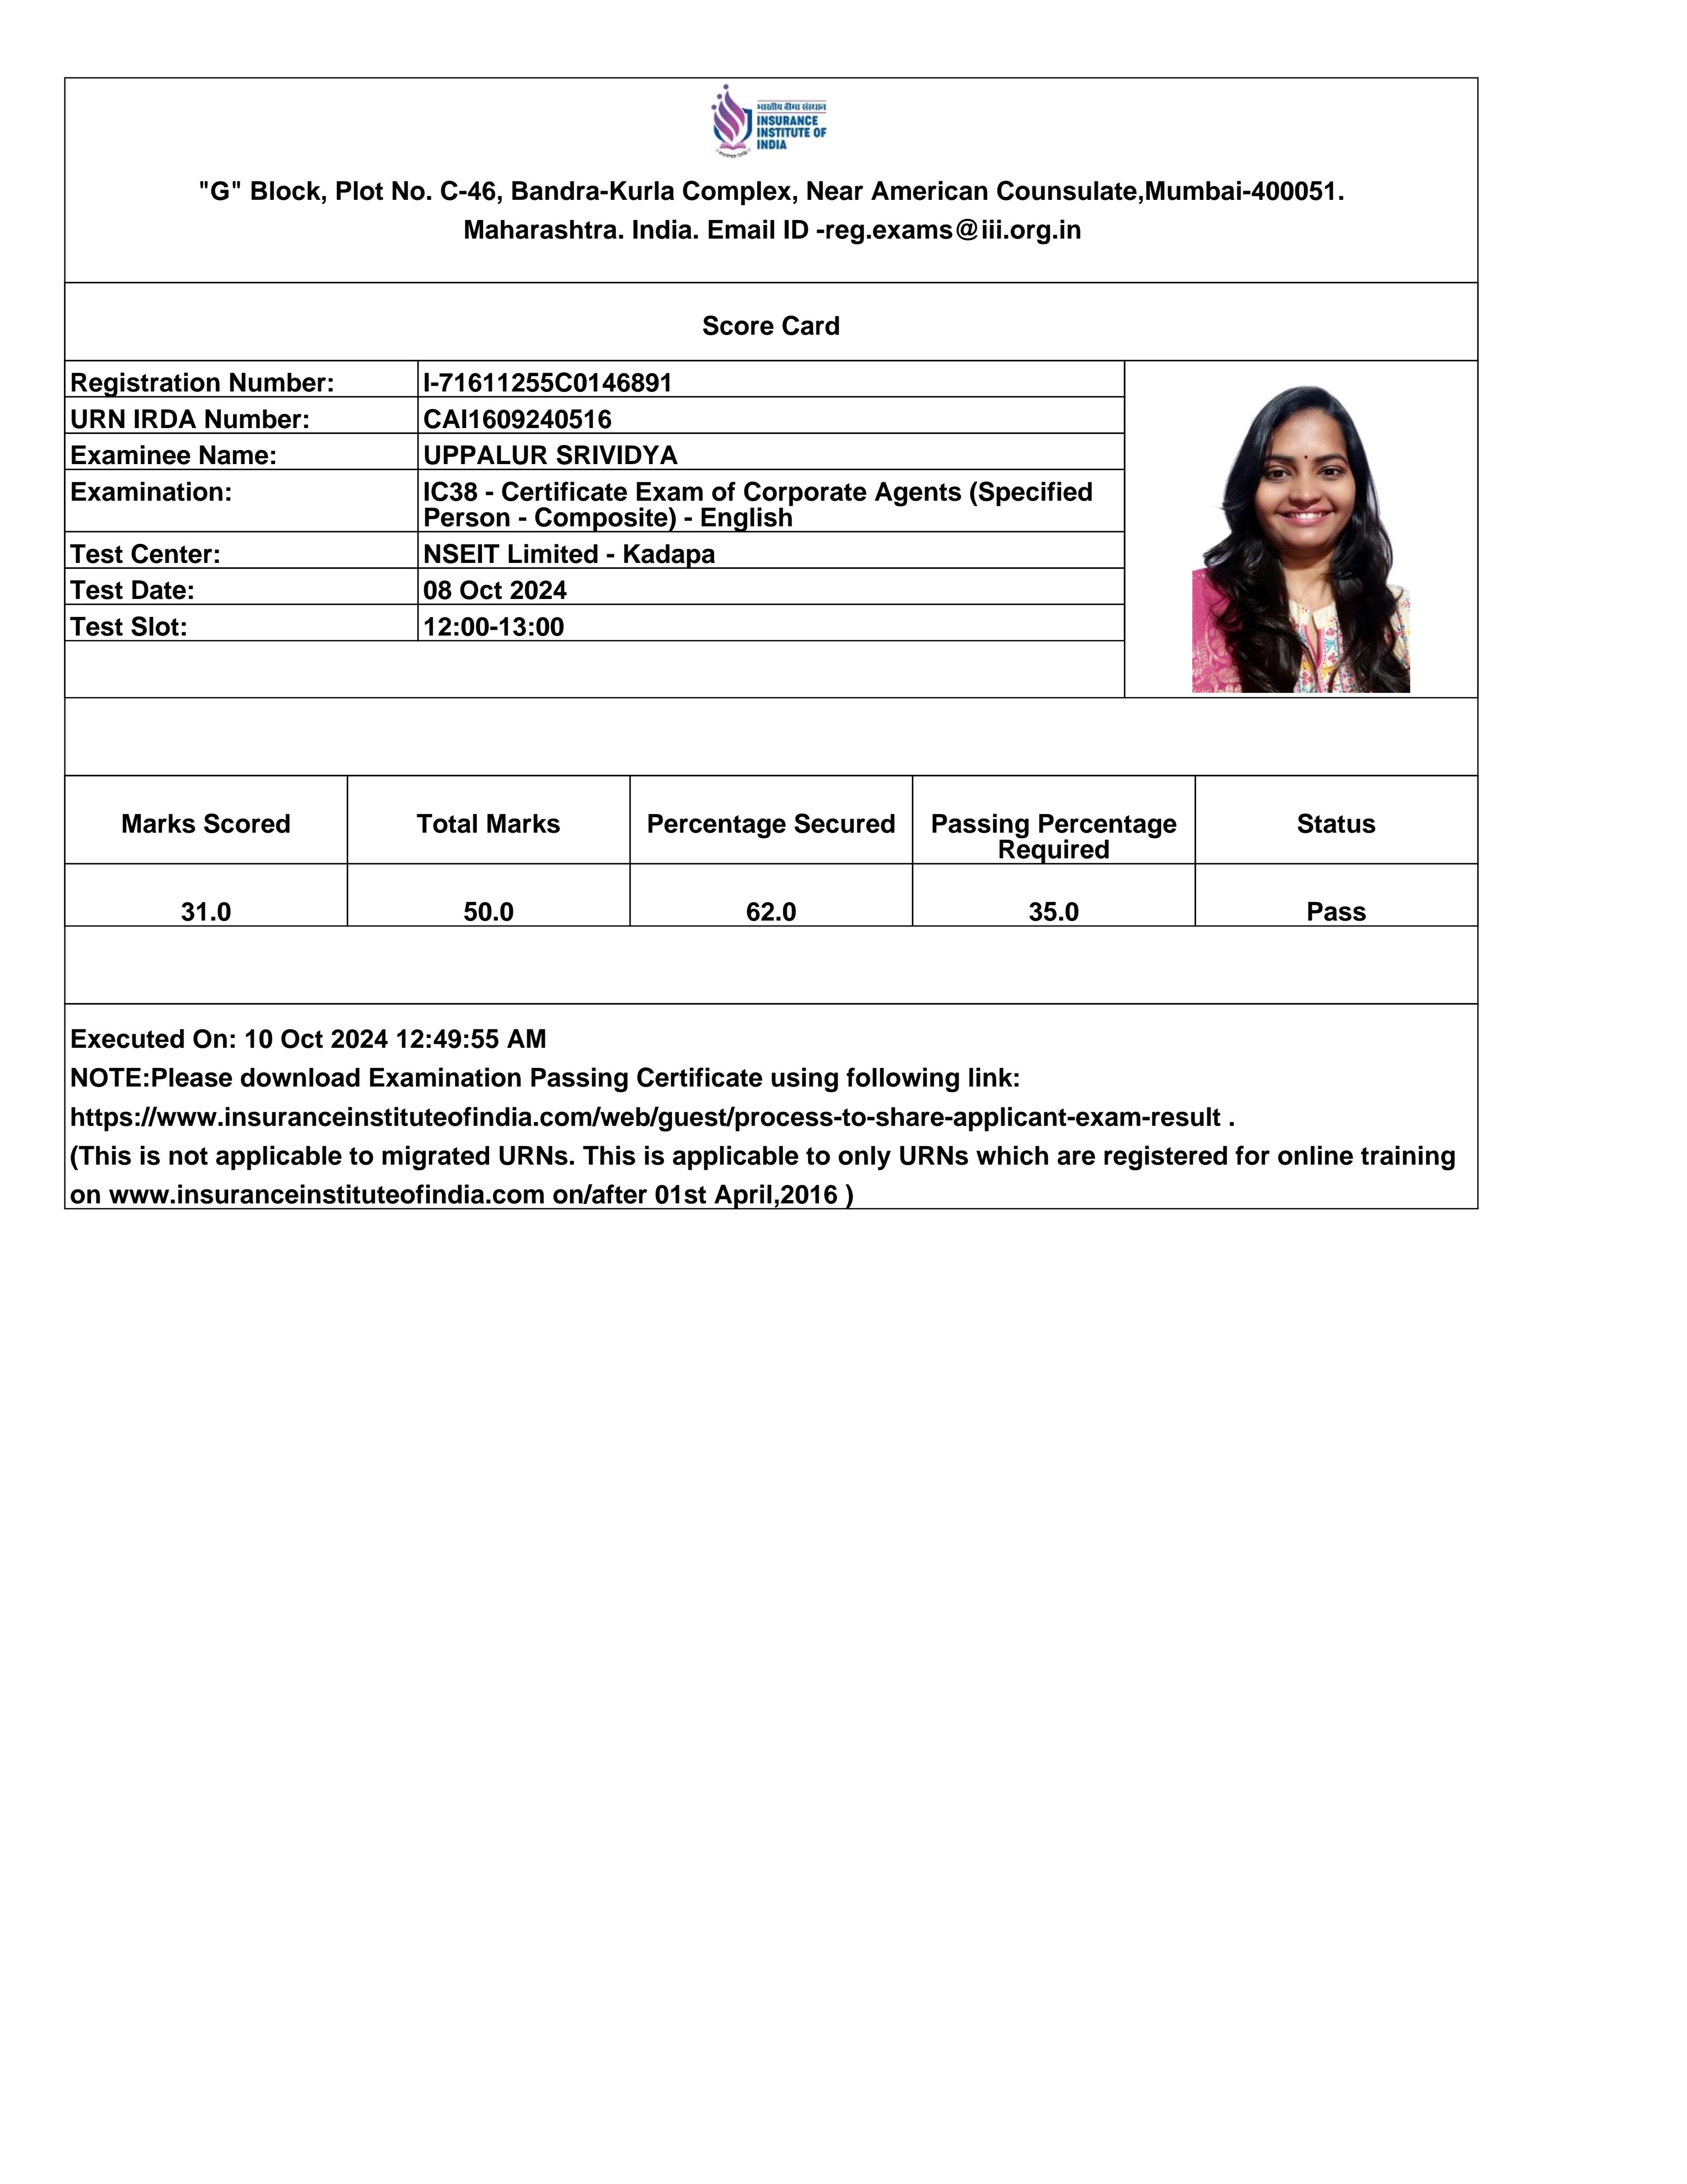 भारतीय बीमा संस्थान
INSURANCE
INSTITUTE OF
INDIA
"G" Block, Plot No. C-46, Bandra-Kurla Complex, Near American Counsulate,Mumbai-400051.
Maharashtra. India. Email ID -reg.exams@iii.org.in
Score Card
Registration Number: I-71611255C0146891
URN IRDA Number: CAI1609240516
Examinee Name: UPPALUR SRIVIDYA
Examination: IC38 - Certificate Exam of Corporate Agents (Specified
Person - Composite) - English
Test Center: NSEIT Limited - Kadapa
Test Date: 08 Oct 2024
Test Slot: 12:00-13:00
Marks Scored Total Marks Percentage Secured Passing Percentage Status
Required
31.0 50.0 62.0 35.0 Pass
Executed On: 10 Oct 2024 12:49:55 AM
NOTE:Please download Examination Passing Certificate using following link:
https://www.insuranceinstituteofindia.com/web/guest/process-to-share-applicant-exam-result .
(This is not applicable to migrated URNs. This is applicable to only URNs which are registered for online training
on www.insuranceinstituteofindia.com on/after 01st April,2016 )